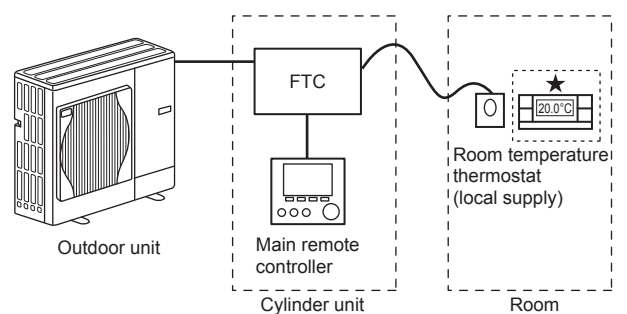 FTC
20.0°C
Room temperature
thermostat
(local supply)
Outdoor unit
Main remote
controller
Cylinder unit
Room